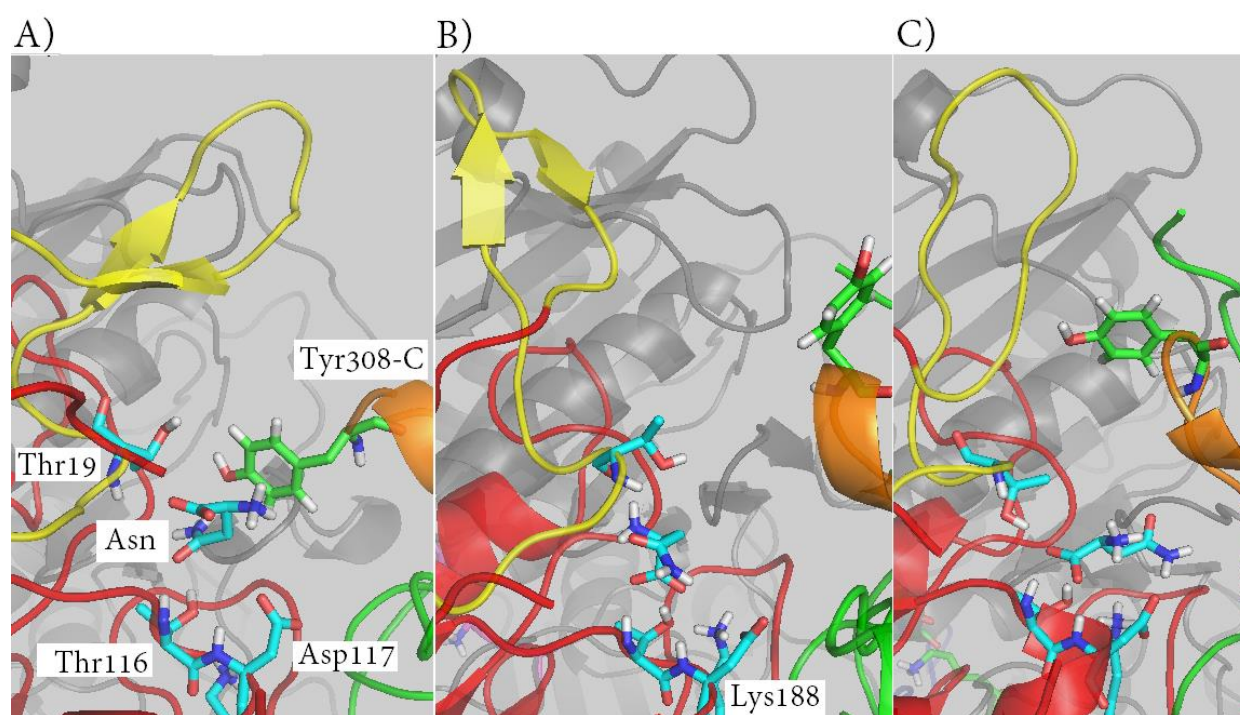 A)
B)
C)
Tyr308-C
Thr19
Asn
Thr116
Asp117
Lys188